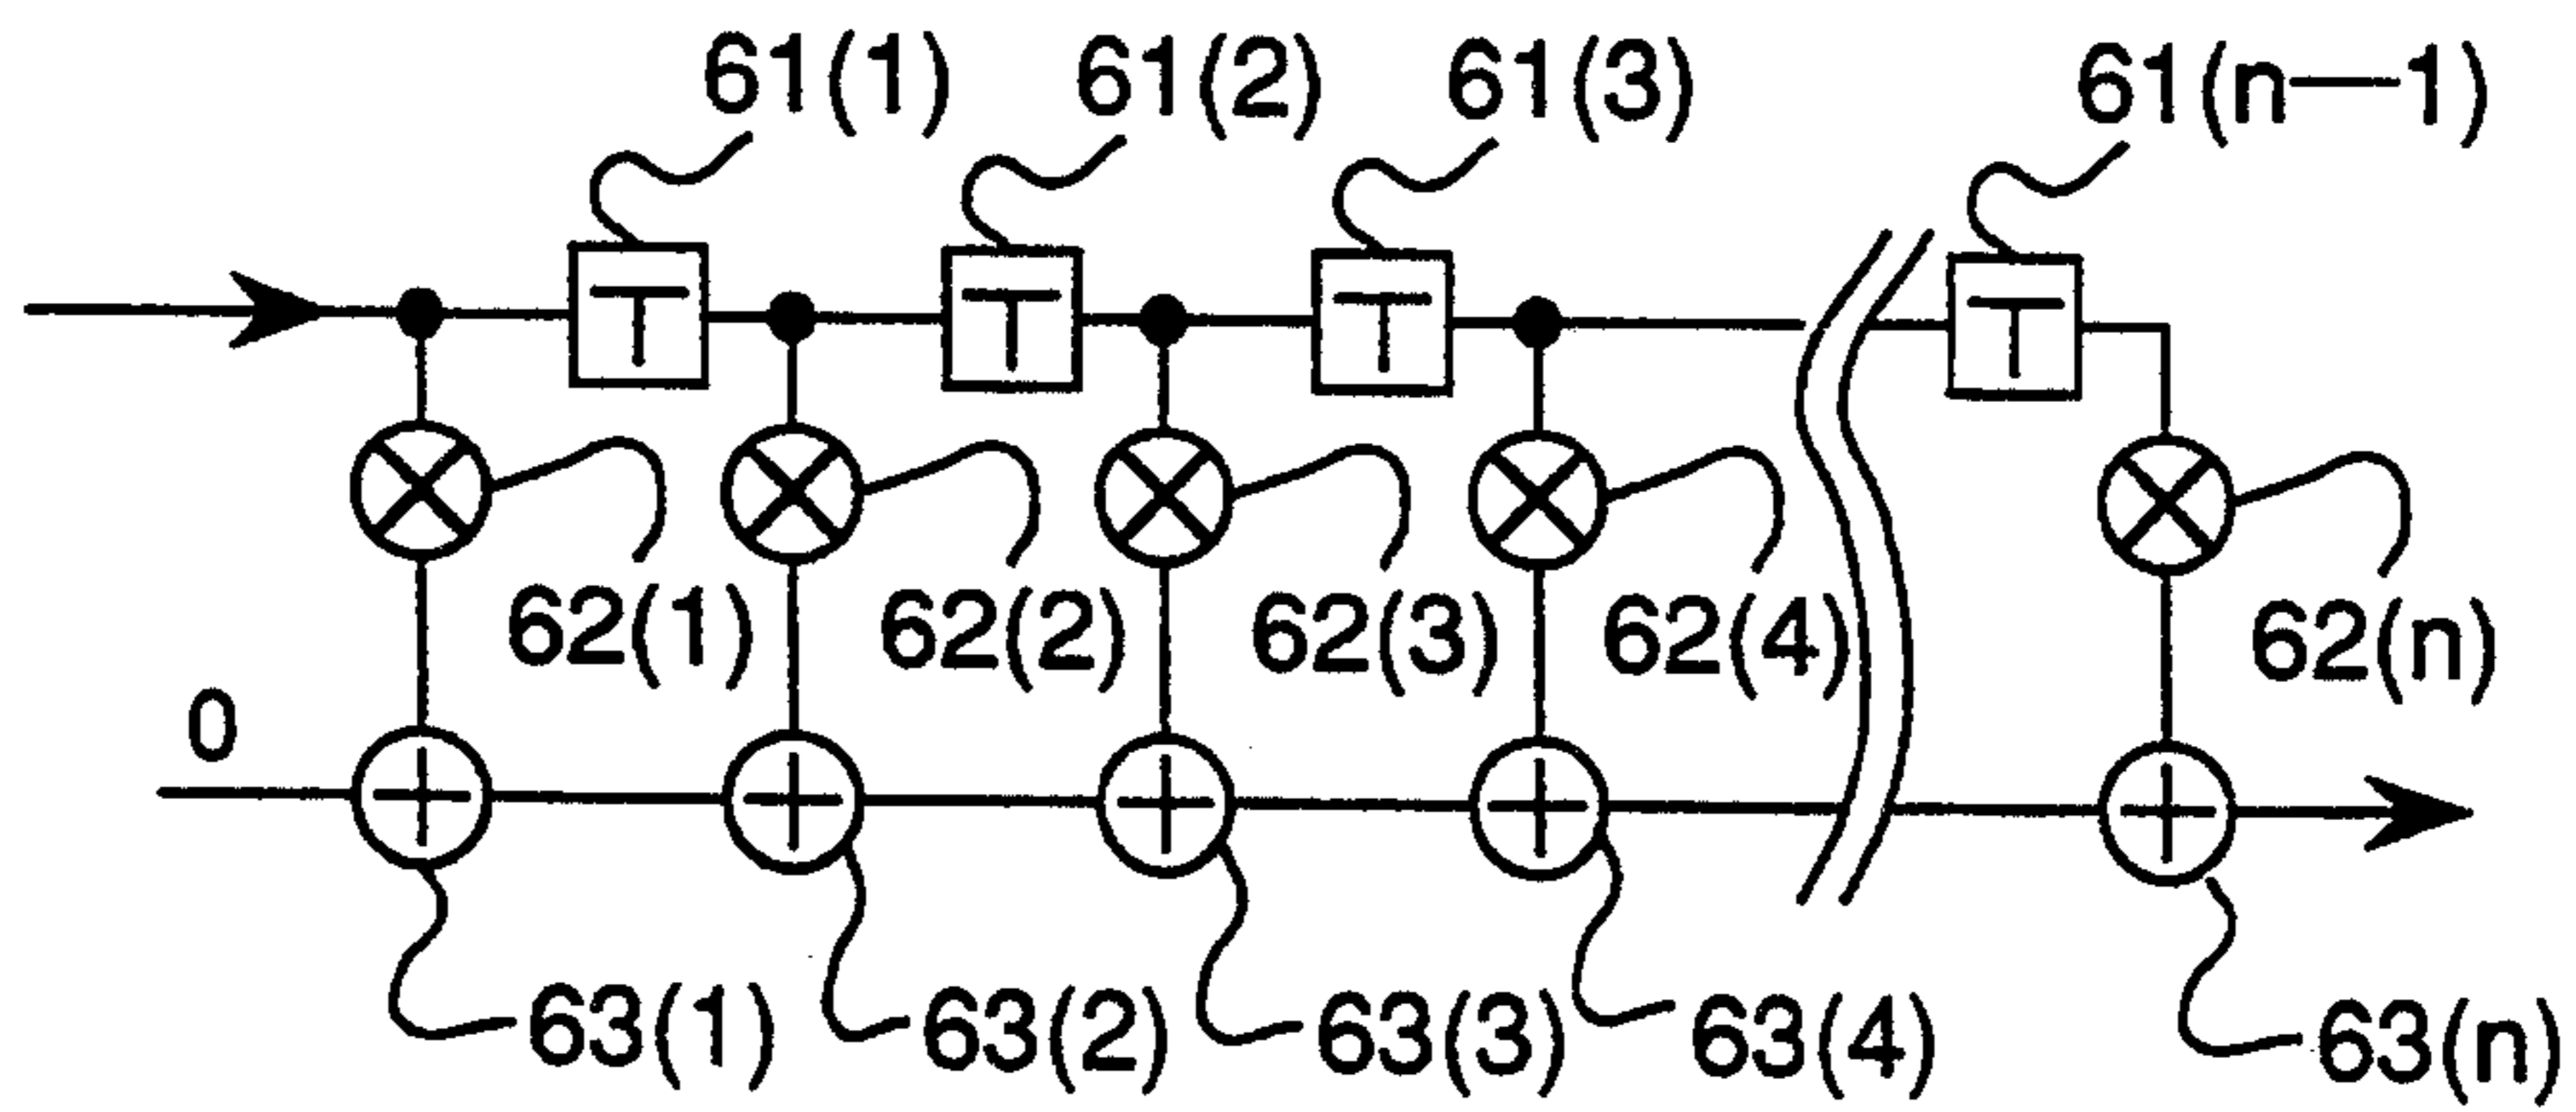 61(1) 61(2) 61(3) 61(n—1)
T T T T
62(1) 62(2) 62(3) 62(4) 62(n)
0
63(1) 63(2) 63(3) 63(4) 63(n)